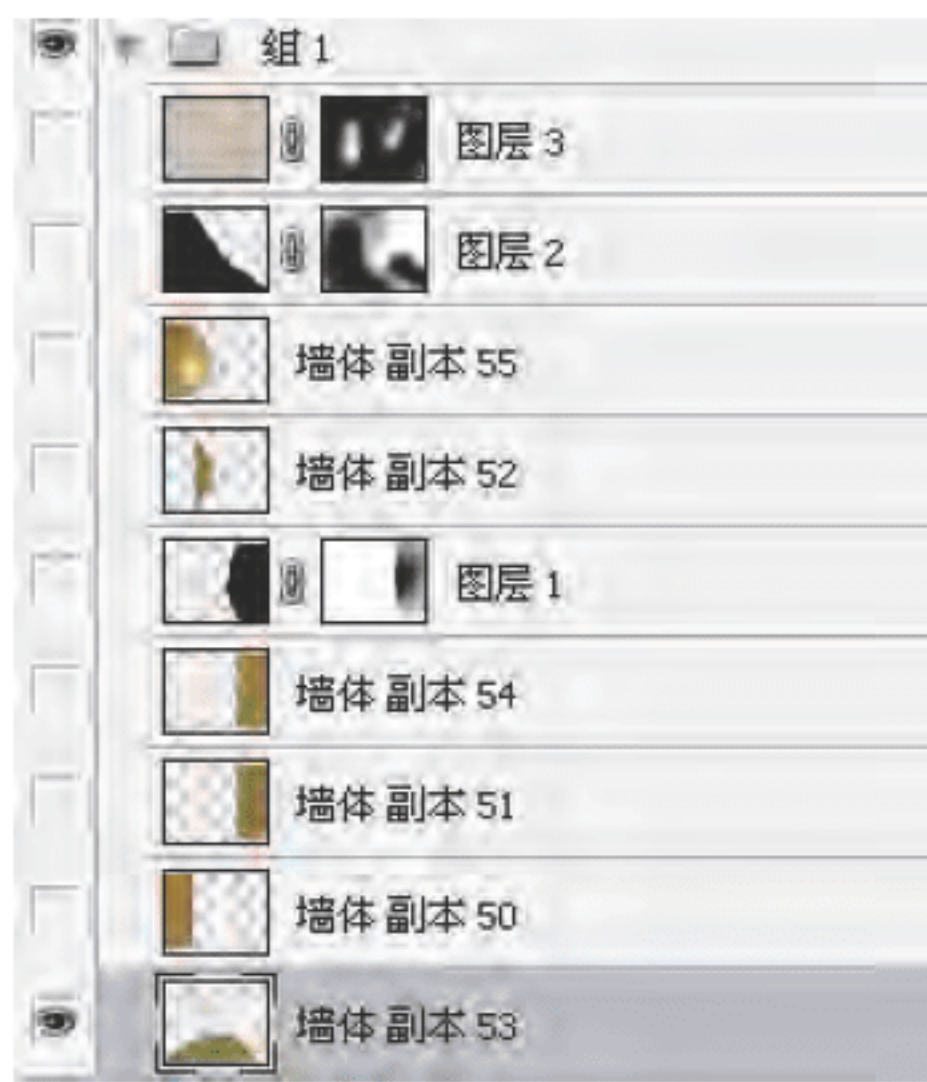 组 1
图层 3
图层 2
墙体 副本 55
墙体 副本 52
图层 1
墙体 副本 54
墙体 副本 51
墙体 副本 50
墙体 副本 53